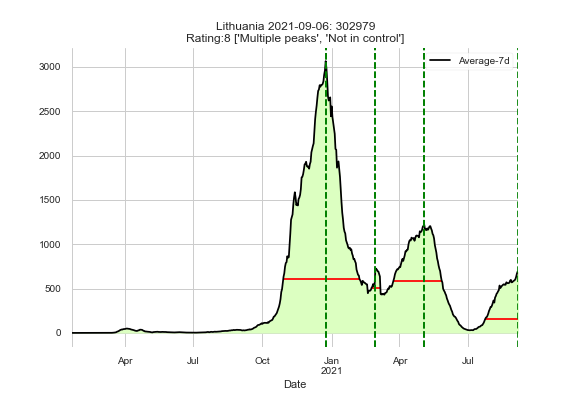 Lithuania 2021-09-06: 302979
Rating:8 ['Multiple peaks', 'Not in control']
Average-7d
3000
2500
2000
1500
1000
500
0
Apr Jul Oct Jan Apr Jul
2021
Date